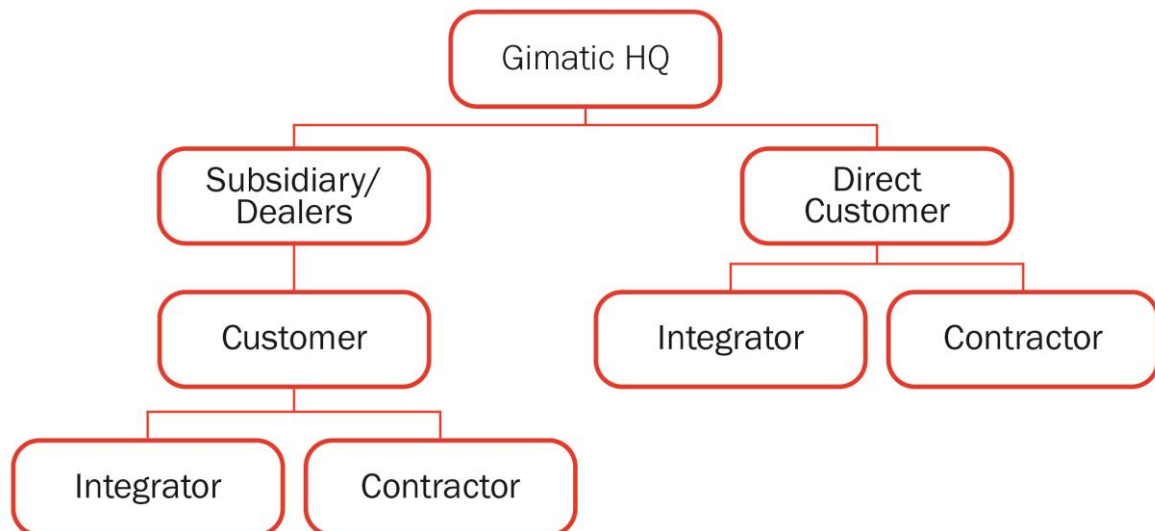 Gimatic HQ
Subsidiary/
Dealers
Direct
Customer
Customer
Integrator
Contractor
Integrator
Contractor